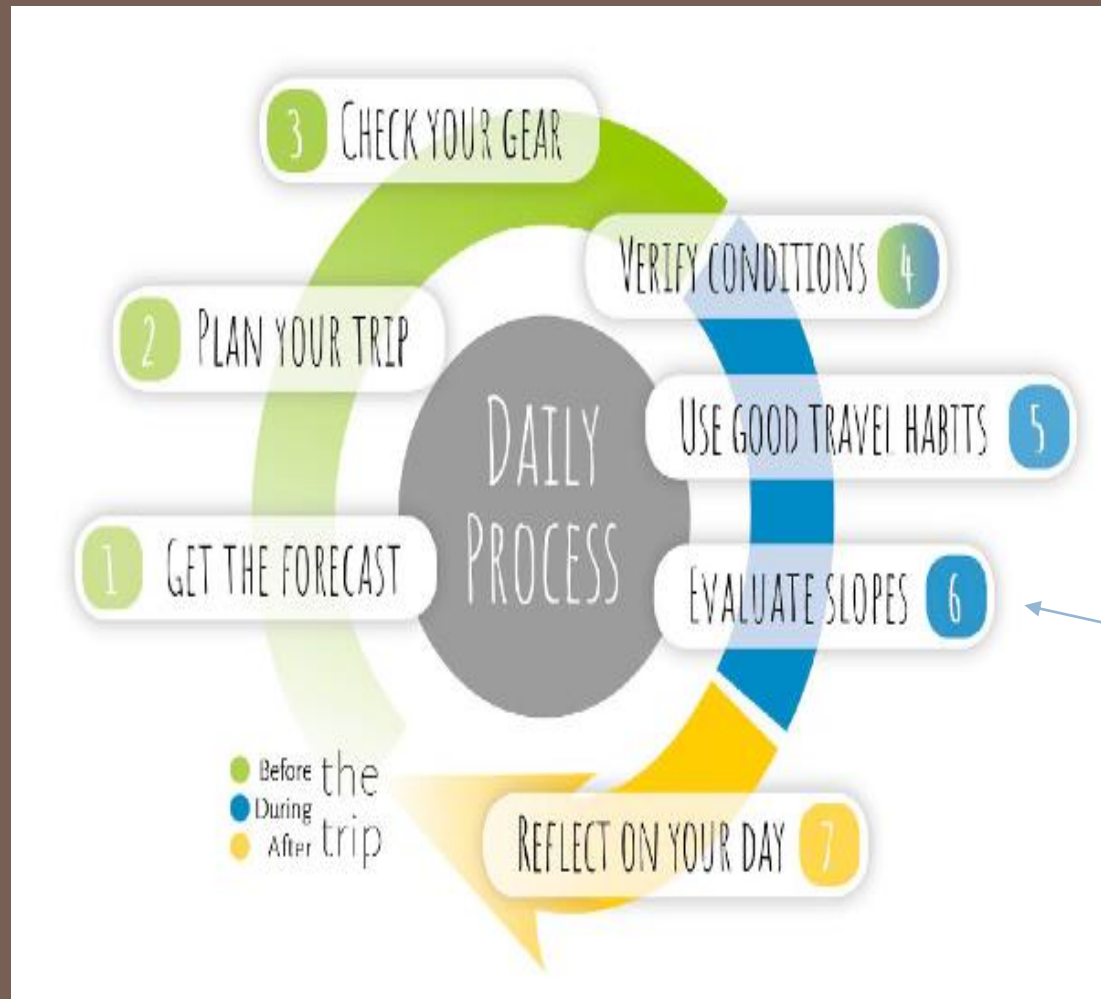 3 CHECK YOUR GEAR
VERIFY CONDITIONS 4
2 PLAN YOUR TRIP
USE GOOD TRAVEL HABITS 5
DAILY
PROCESS
1 GET THE FORECAST
EVALUATE SLOPES 6
Before the trip
During
After
REFLECT ON YOUR DAY 7